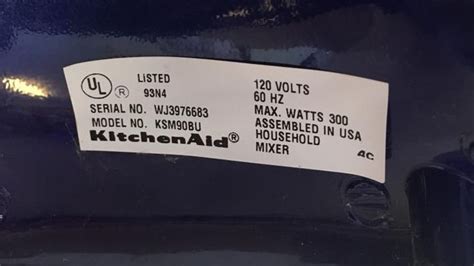 UL
®
LISTED
93N4
SERIAL NO. WJ3976683
MODEL NO. KSM90BU
KitchenAid®
120 VOLTS
60 HZ
MAX. WATTS 300
ASSEMBLED IN USA
HOUSEHOLD
MIXER
4C